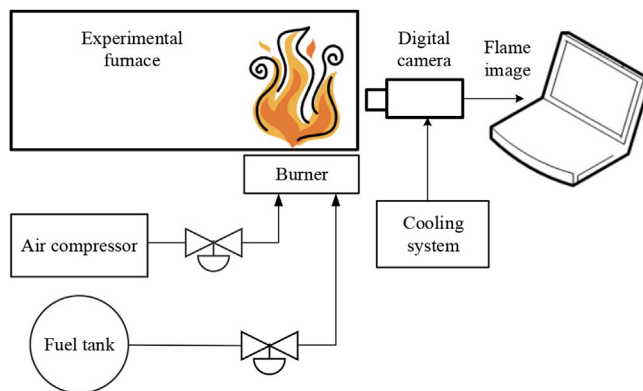 Experimental
furnace
Digital
camera
Flame
image
Burner
Air compressor
Cooling
system
Fuel tank